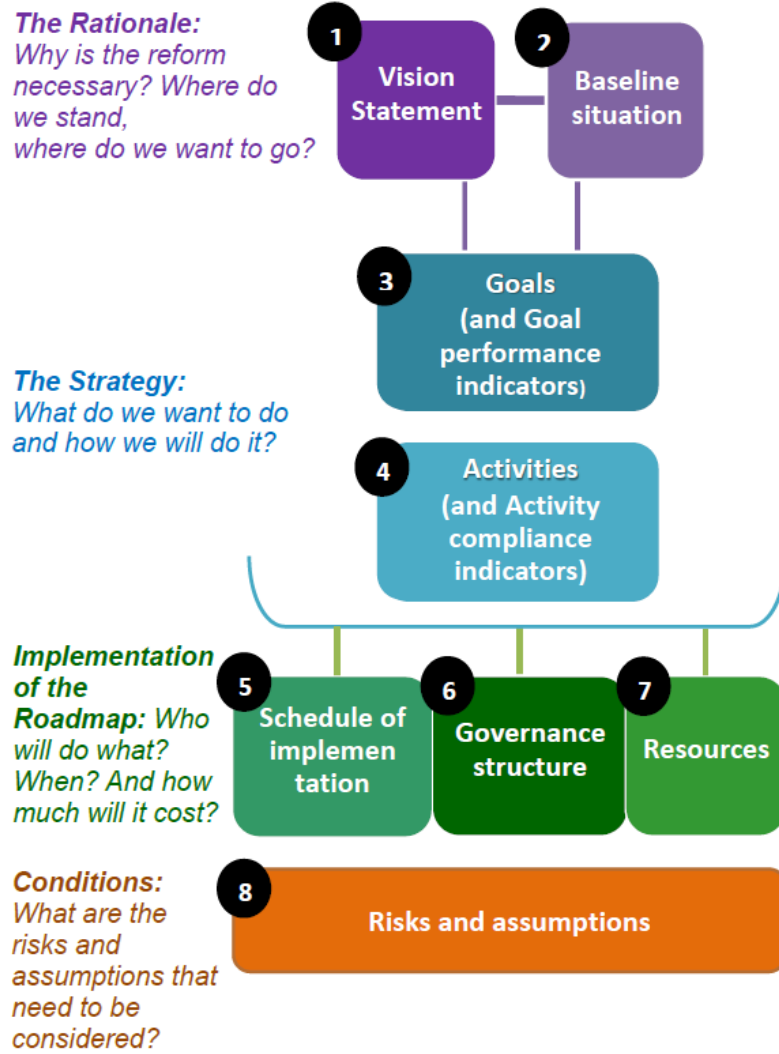 The Rationale:
Why is the reform
necessary? Where do
we stand,
where do we want to go?
1
Vision
Statement
2
Baseline
situation
3
Goals
(and Goal
performance
indicators)
The Strategy:
What do we want to do
and how we will do it?
4
Activities
(and Activity
compliance
indicators)
Implementation
of the
Roadmap: Who
will do what?
When? And how
much will it cost?
5
Schedule of
implemen
tation
6
Governance
structure
7
Resources
Conditions:
What are the
risks and
assumptions that
need to be
considered?
8
Risks and assumptions